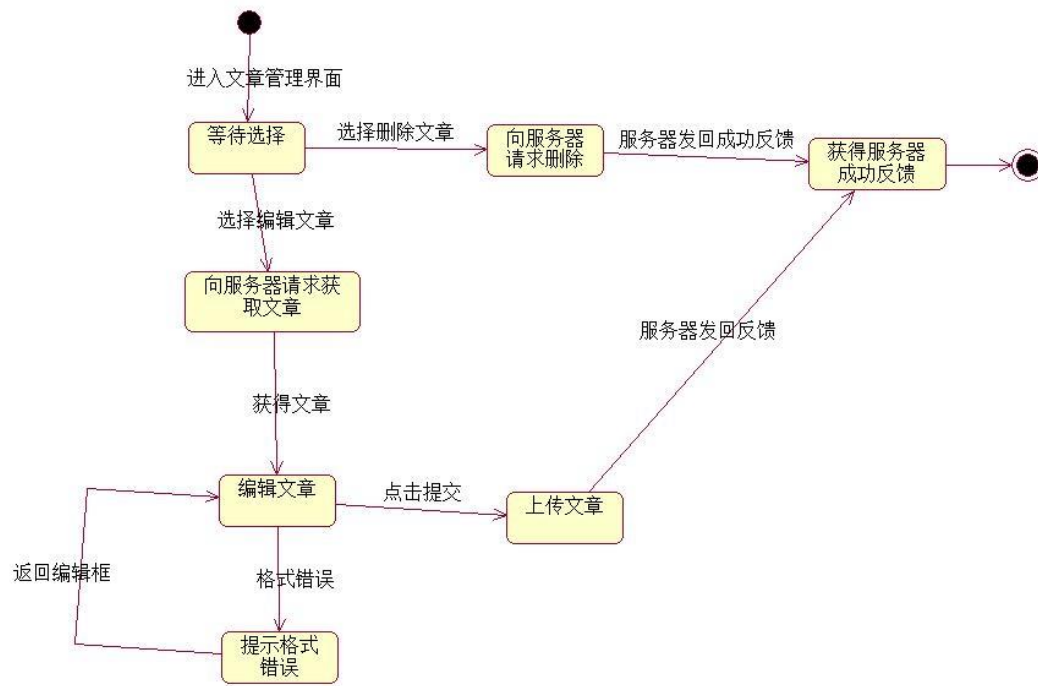 进入文章管理界面
等待选择
选择删除文章
向服务器
请求删除
服务器发回成功反馈
获得服务器
成功反馈
选择编辑文章
向服务器请求获
取文章
服务器发回反馈
获得文章
编辑文章
点击提交
上传文章
返回编辑框
格式错误
提示格式
错误